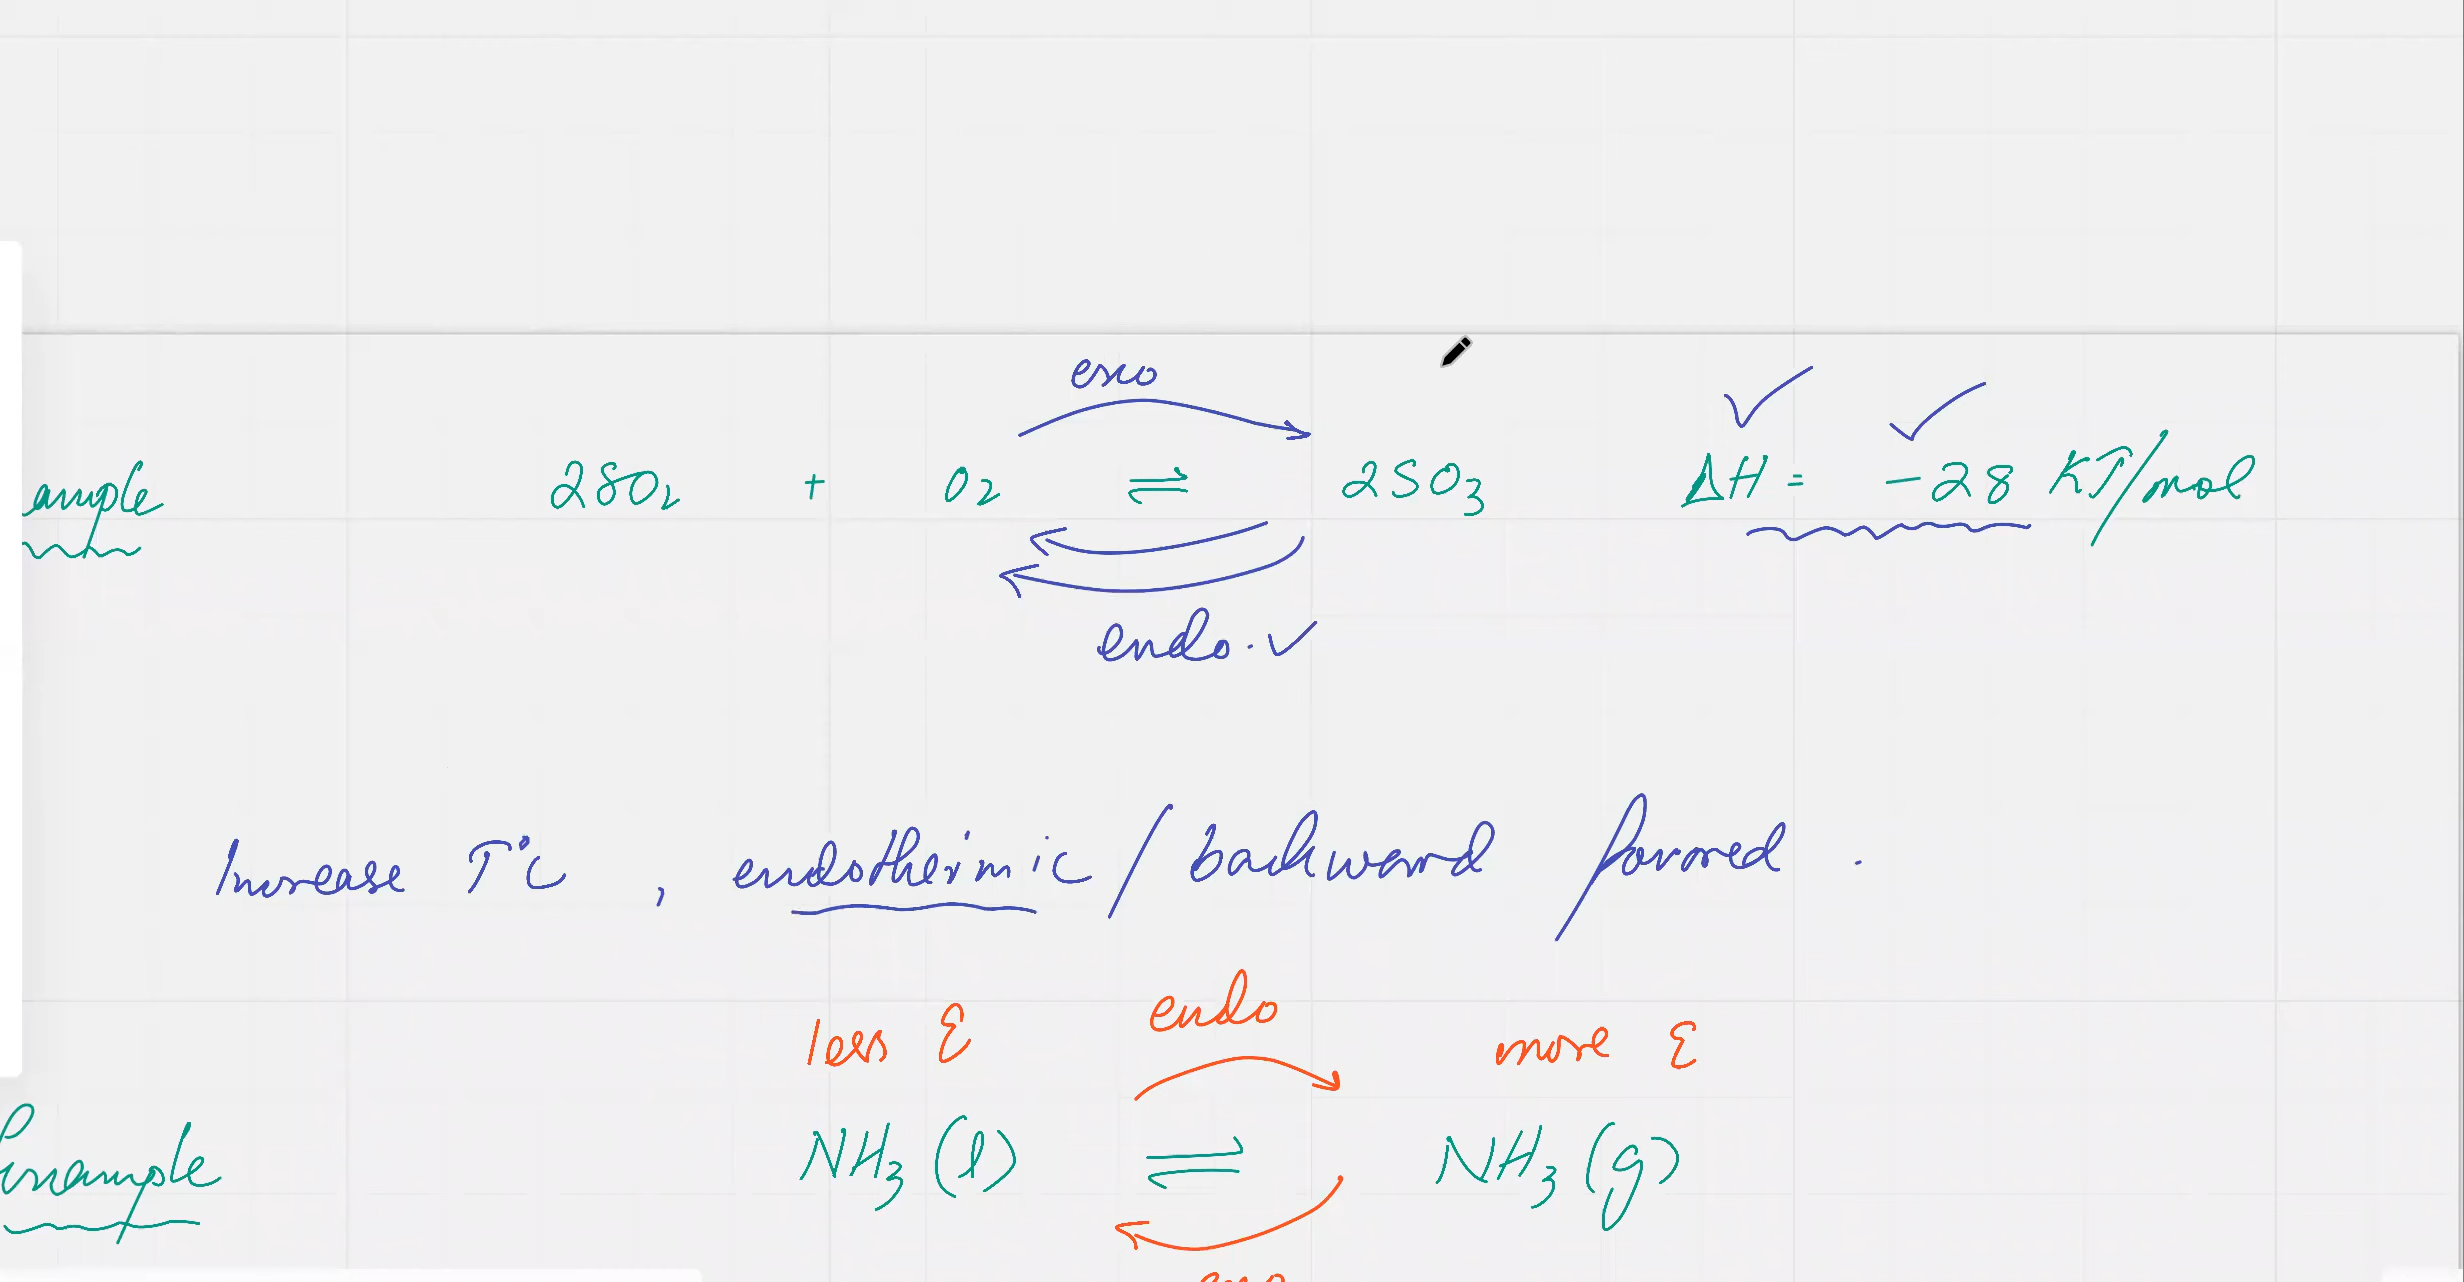 exo
ample 2SO2 + O2 ⇌ 2SO3 ΔH = -28 KJ/mol
endo.
Increase T°C , endothermic / backward favored .
less E endo more E
Example NH3 (l) ⇌ NH3 (g)
exo